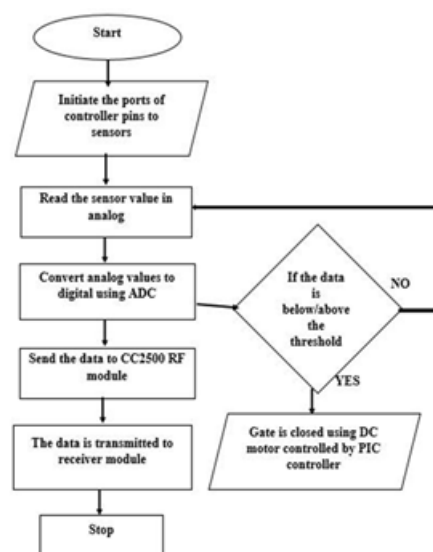 Start
Initiate the ports of
controller pins to
sensors
Read the sensor value in
analog
Convert analog values to
digital using ADC
If the data
is
below/above
the
threshold
NO
YES
Send the data to CC2500 RF
module
The data is transmitted to
receiver module
Gate is closed using DC
motor controlled by PIC
controller
Stop